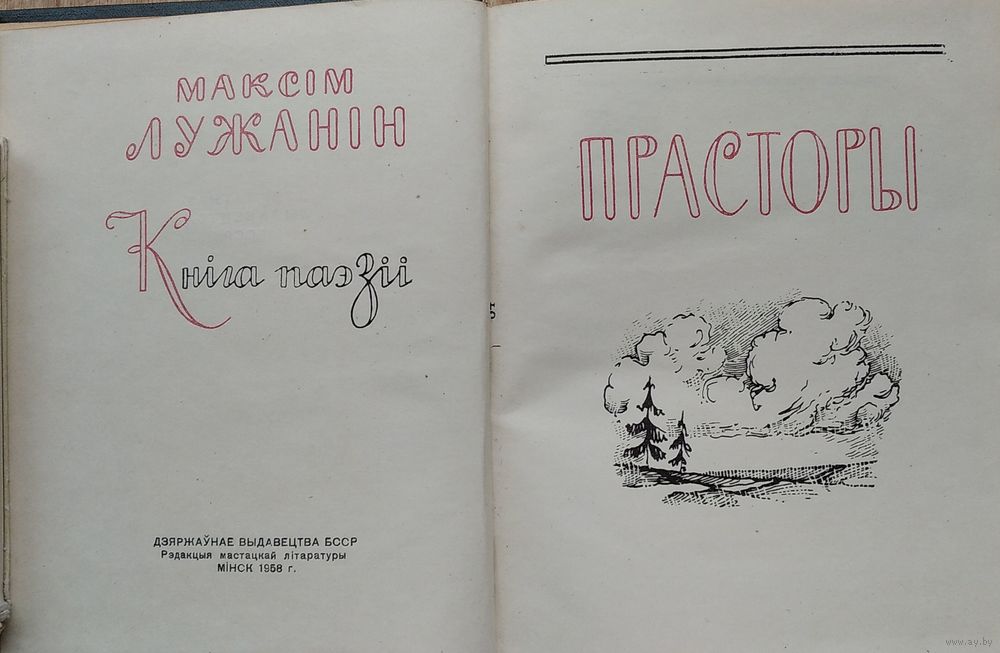 МАКСІМ
ЛУЖАНІН
Кніга паэзіі
ДЗЯРЖАЎНАЕ ВЫДАВЕЦТВА БССР
Рэдакцыя мастацкай літаратуры
МІНСК 1958 г.
ПРАСТОРЫ
www.ay.by